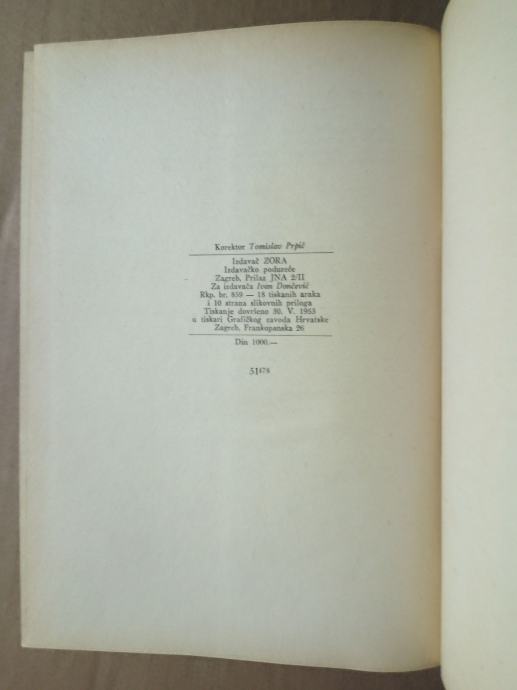 Korektor Tomislav Prpić
Izdavač ZORA
Izdavačko poduzeće
Zagreb, Prilaz JNA 2/II
Za izdavača Ivan Dončević
Rkp. br. 859 — 18 tiskanih araka
i 10 strana slikovnih priloga
Tiskanje dovršeno 30. V. 1953
u tiskari Grafičkog zavoda Hrvatske
Zagreb, Frankopanska 26
Din 1000.—
51478